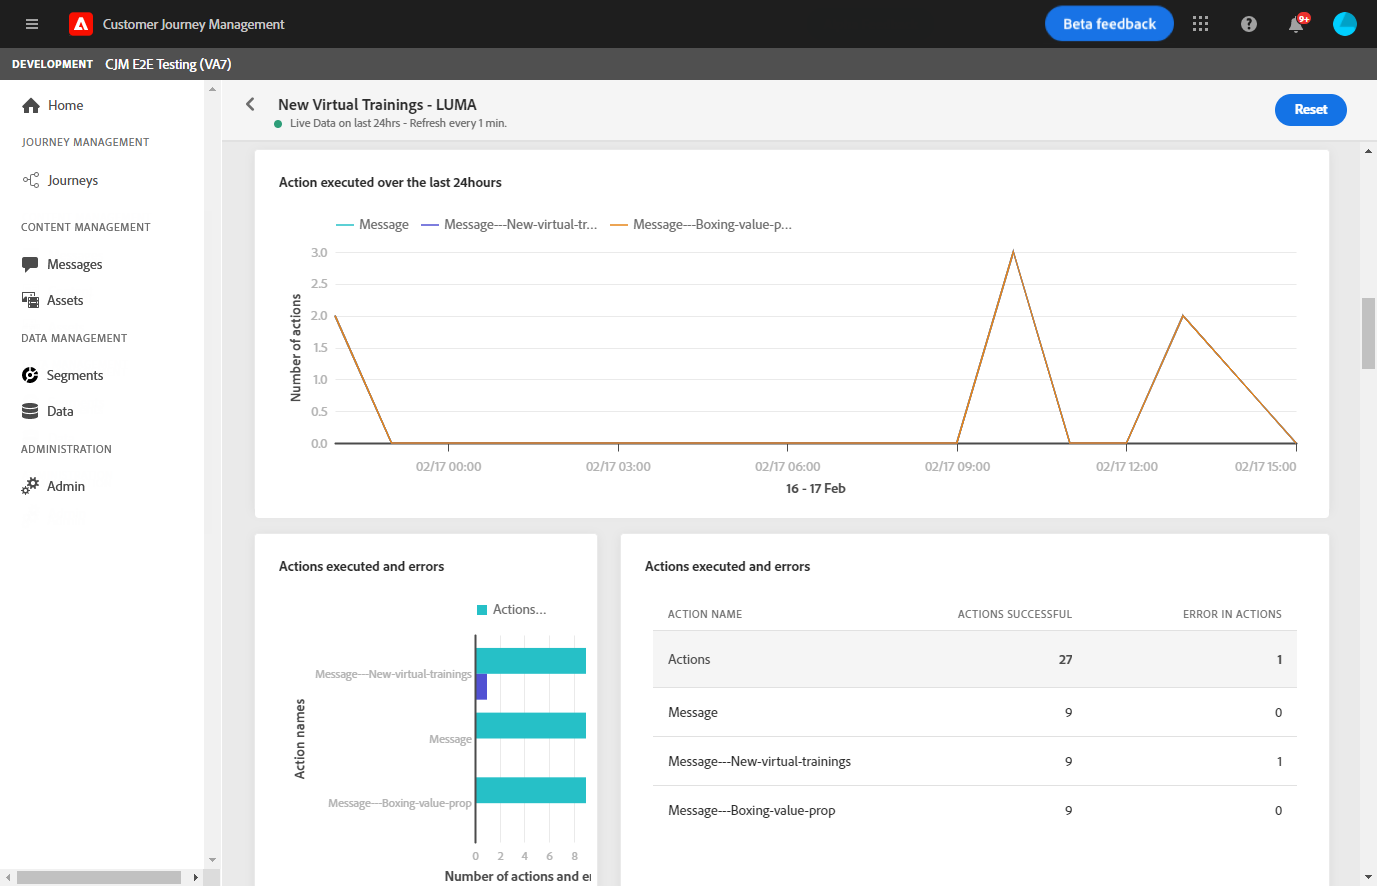 Customer Journey Management
Beta feedback
9+
DEVELOPMENT CJM E2E Testing (VA7)
Home
JOURNEY MANAGEMENT
Journeys
CONTENT MANAGEMENT
Messages
Assets
DATA MANAGEMENT
Segments
Data
ADMINISTRATION
Admin
New Virtual Trainings - LUMA
Live Data on last 24hrs - Refresh every 1 min.
Reset
Action executed over the last 24hours
Message Message---New-virtual-tr... Message---Boxing-value-p...
Number of actions
3.0
2.5
2.0
1.5
1.0
0.5
0.0
02/17 00:00 02/17 03:00 02/17 06:00 02/17 09:00 02/17 12:00 02/17 15:00
16 - 17 Feb
Actions executed and errors
Actions...
Action names
Message---New-virtual-trainings
Message
Message---Boxing-value-prop
0 2 4 6 8
Number of actions and
Actions executed and errors
ACTION NAME ACTIONS SUCCESSFUL ERROR IN ACTIONS
Actions 27 1
Message 9 0
Message---New-virtual-trainings 9 1
Message---Boxing-value-prop 9 0